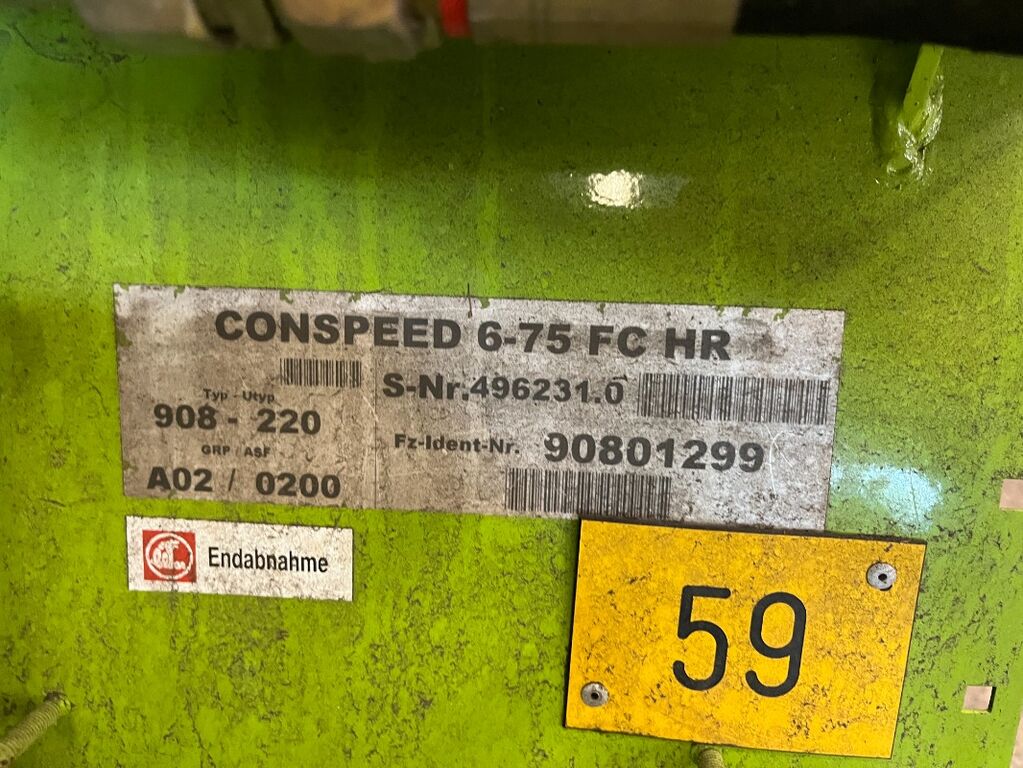 CONSPEED 6-75 FC HR
S-Nr.496231.0
Typ - Utyp
908 - 220
Fz-Ident-Nr. 90801299
GRP / ASF
A02 / 0200
Endabnahme
59